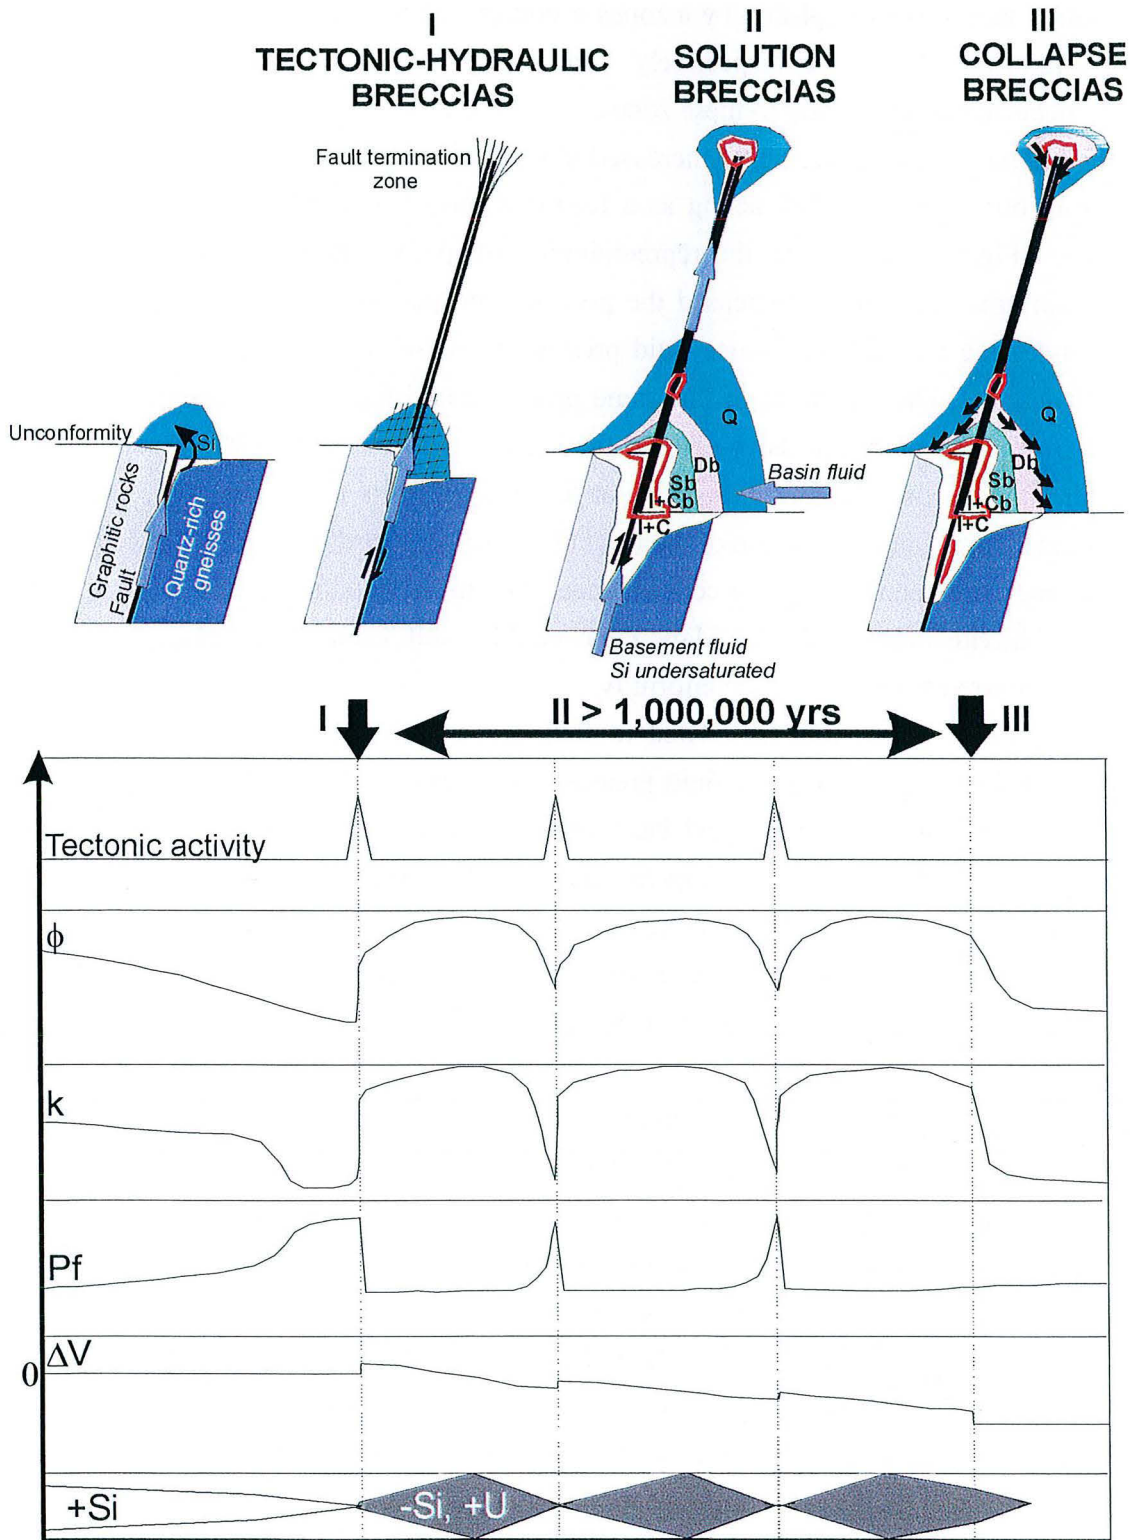 I
TECTONIC-HYDRAULIC
BRECCIAS
II
SOLUTION
BRECCIAS
III
COLLAPSE
BRECCIAS
Fault termination
zone
Unconformity
Si
Graphitic rocks
Fault
Quartz-rich
gneisses
Q
Db
Sb
I+Cb
I+C
Basin fluid
Basement fluid
Si undersaturated
Q
Db
Sb
I+Cb
I+C
I
II > 1,000,000 yrs
III
Tectonic activity
ϕ
k
Pf
ΔV
0
+Si
-Si, +U